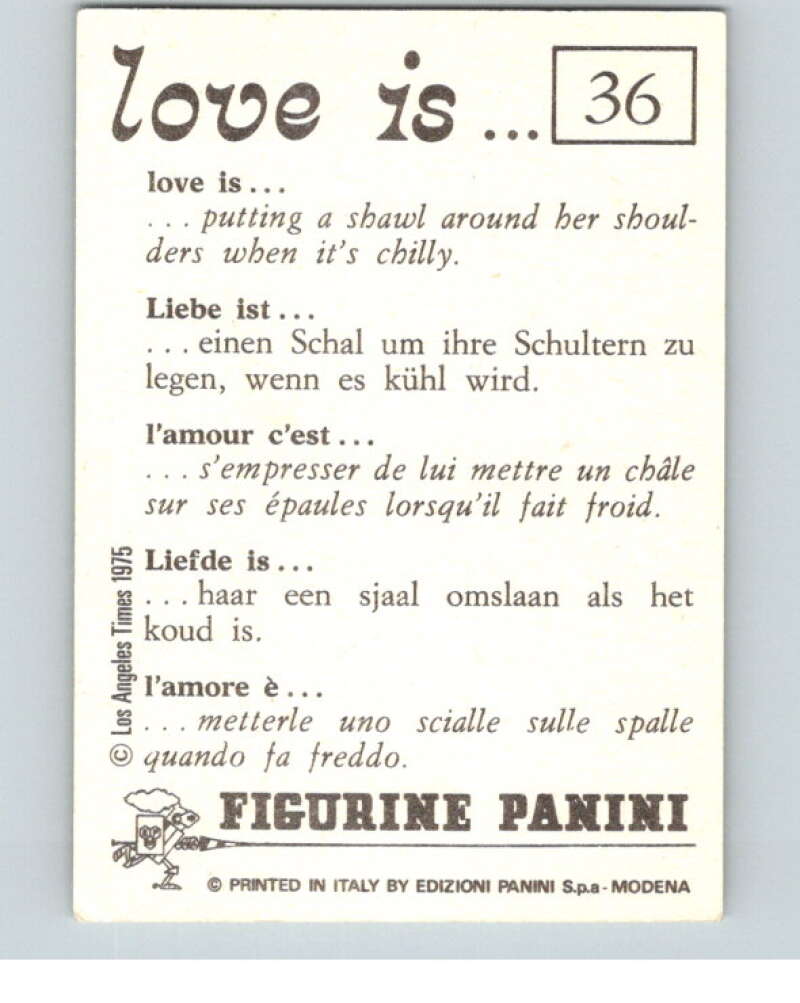 love is ...
36
love is...
...putting a shawl around her shoul-
ders when it's chilly.
Liebe ist...
...einen Schal um ihre Schultern zu
legen, wenn es kühl wird.
l'amour c'est...
...s'empresser de lui mettre un châle
sur ses épaules lorsqu'il fait froid.
Liefde is...
...haar een sjaal omslaan als het
koud is.
l'amore è...
...metterle uno scialle sulle spalle
quando fa freddo.
© Los Angeles Times 1975
FIGURINE PANINI
© PRINTED IN ITALY BY EDIZIONI PANINI S.p.a - MODENA